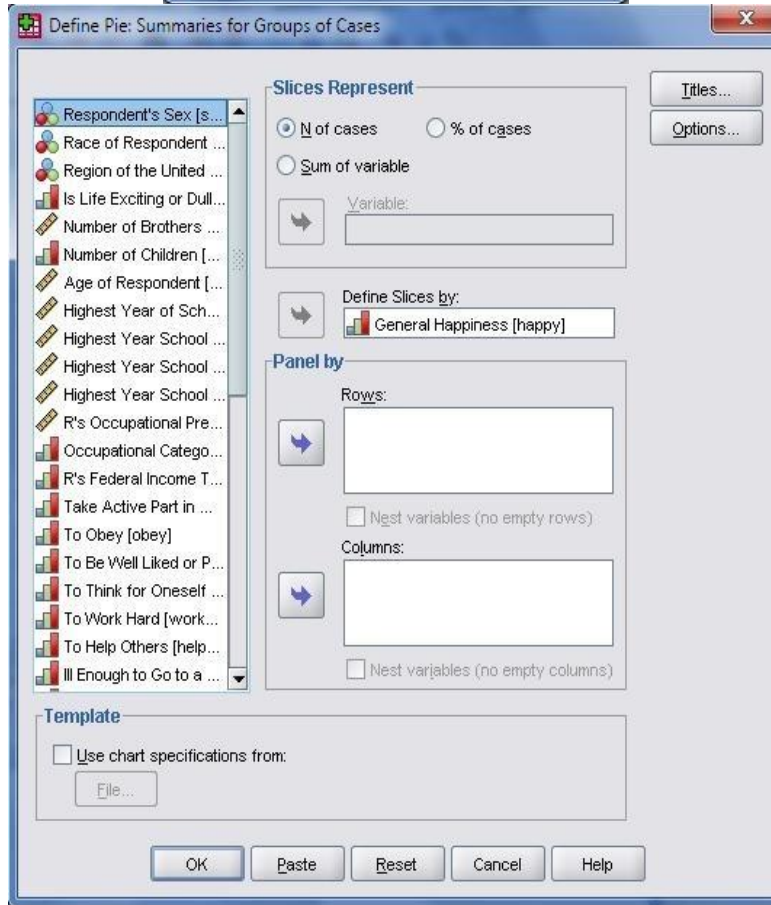 Define Pie: Summaries for Groups of Cases
X
Respondent's Sex [s...
Race of Respondent ...
Region of the United ...
Is Life Exciting or Dull...
Number of Brothers ...
Number of Children [...
Age of Respondent [...
Highest Year of Sch...
Highest Year School ...
Highest Year School ...
Highest Year School ...
R's Occupational Pre...
Occupational Catego...
R's Federal Income T...
Take Active Part in ...
To Obey [obey]
To Be Well Liked or P...
To Think for Oneself ...
To Work Hard [work...
To Help Others [help...
Ill Enough to Go to a ...
Slices Represent
N of cases
% of cases
Sum of variable
Variable:
Define Slices by:
General Happiness [happy]
Panel by
Rows:
Nest variables (no empty rows)
Columns:
Nest variables (no empty columns)
Titles...
Options...
Template
Use chart specifications from:
File...
OK
Paste
Reset
Cancel
Help